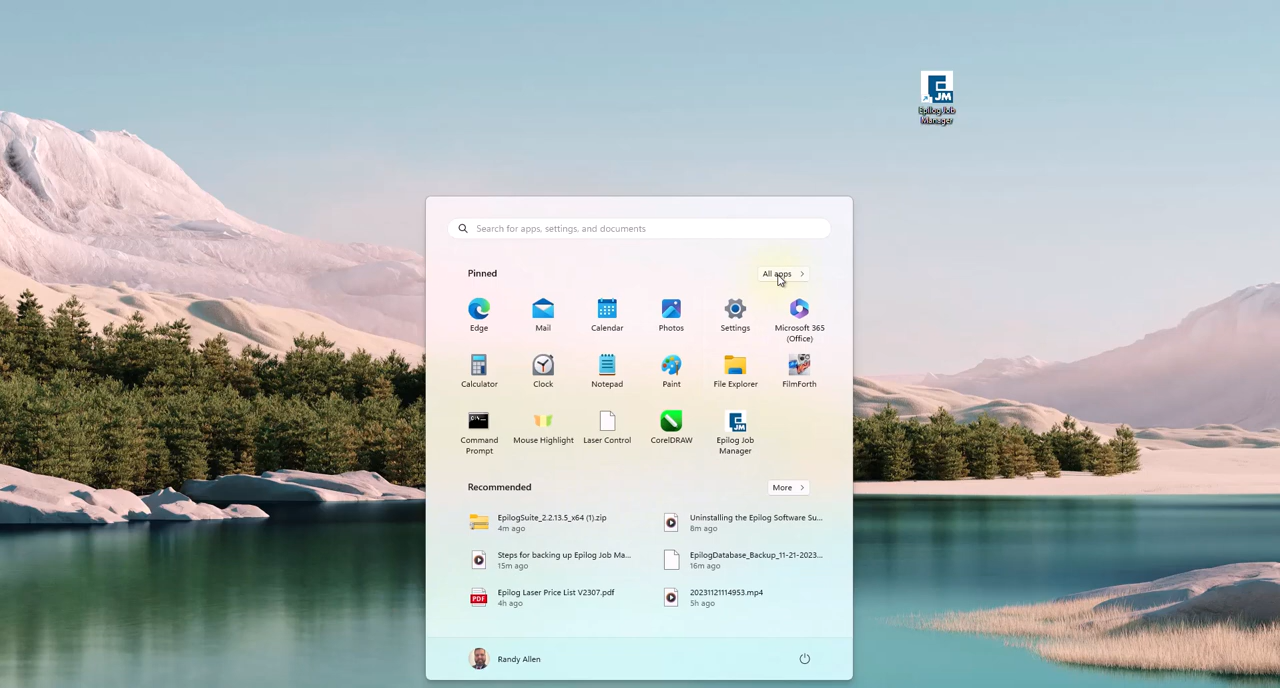 JM
Epilog Job
Manager
Search for apps, settings, and documents
Pinned
All apps
Edge
Mail
Calendar
Photos
Settings
Microsoft 365
(Office)
Calculator
Clock
Notepad
Paint
File Explorer
FilmForth
Command
Prompt
Mouse Highlight
Laser Control
CorelDRAW
JM
Epilog Job
Manager
Recommended
More
EpilogSuite_2.2.13.5_x64 (1).zip
4m ago
Uninstalling the Epilog Software Su...
8m ago
Steps for backing up Epilog Job Ma...
15m ago
EpilogDatabase_Backup_11-21-2023...
16m ago
PDF
Epilog Laser Price List V2307.pdf
4h ago
20231121114953.mp4
5h ago
Randy Allen